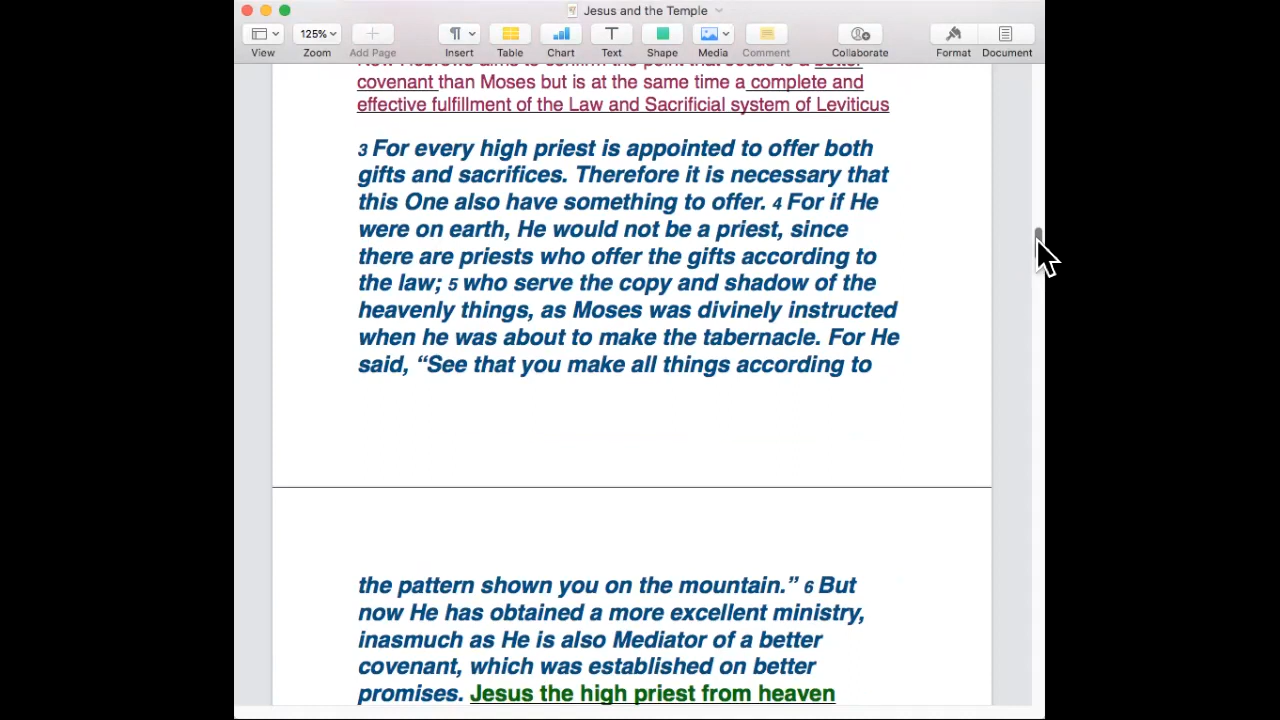 Jesus and the Temple
125%
View
Zoom
Add Page
Insert
Table
Chart
Text
Shape
Media
Comment
Collaborate
Format
Document
covenant than Moses but is at the same time a complete and
effective fulfillment of the Law and Sacrificial system of Leviticus
3 For every high priest is appointed to offer both
gifts and sacrifices. Therefore it is necessary that
this One also have something to offer. 4 For if He
were on earth, He would not be a priest, since
there are priests who offer the gifts according to
the law; 5 who serve the copy and shadow of the
heavenly things, as Moses was divinely instructed
when he was about to make the tabernacle. For He
said, “See that you make all things according to
the pattern shown you on the mountain.” 6 But
now He has obtained a more excellent ministry,
inasmuch as He is also Mediator of a better
covenant, which was established on better
promises. Jesus the high priest from heaven